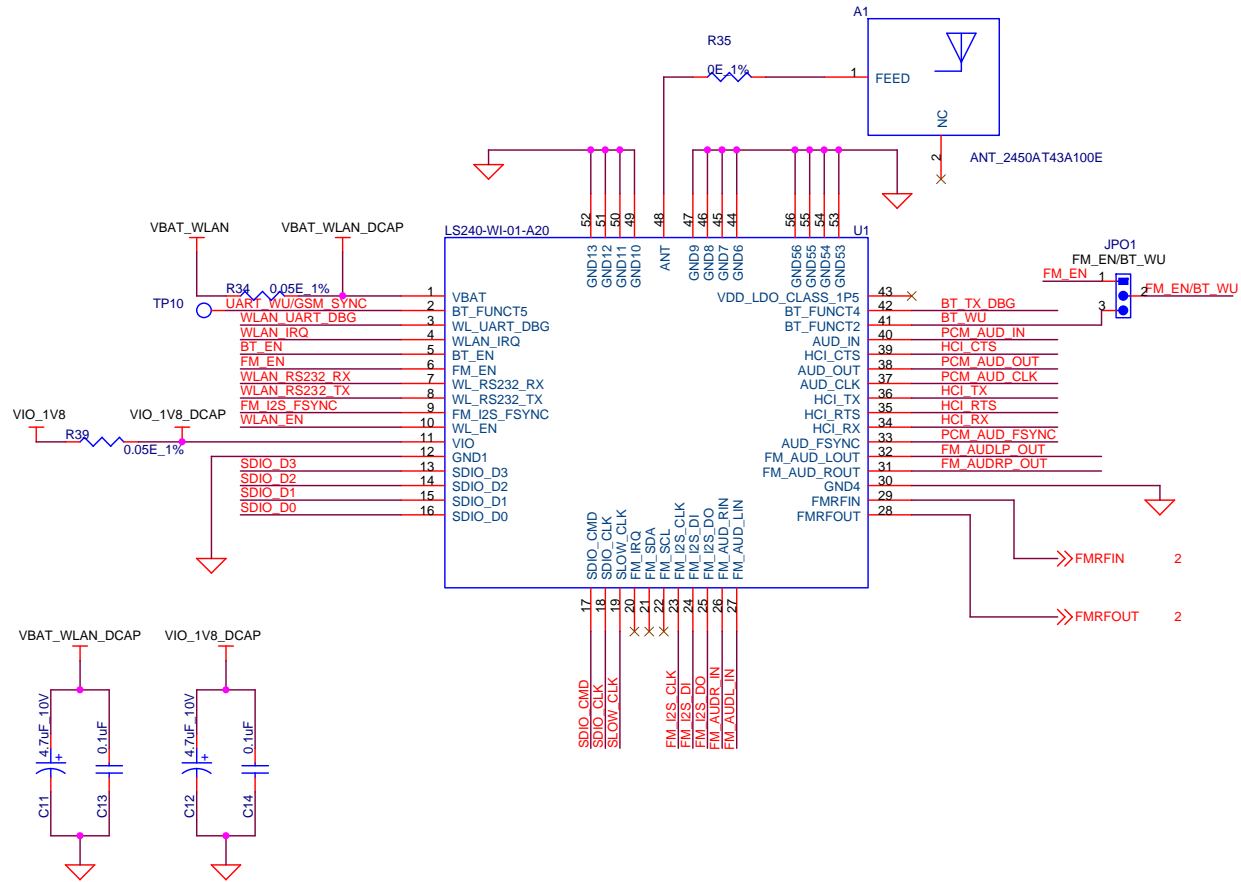 A1
R35
0E_1%
1
FEED
NC
2
ANT_2450AT43A100E
52
51
50
49
48
47
46
45
44
56
55
54
53
VBAT_WLAN
VBAT_WLAN_DCAP
LS240-WI-01-A20
U1
GND13
GND12
GND11
GND10
ANT
GND9
GND8
GND7
GND6
GND56
GND55
GND54
GND53
JPO1
FM_EN/BT_WU
FM_EN
1
2
FM_EN/BT_WU
3
R34
0.05E_1%
TP10
1
VBAT
UART_WU/GSM_SYNC
2
BT_FUNCT5
WLAN_UART_DBG
3
WL_UART_DBG
WLAN_IRQ
4
WLAN_IRQ
BT_EN
5
BT_EN
FM_EN
6
FM_EN
WLAN_RS232_RX
7
WL_RS232_RX
WLAN_RS232_TX
8
WL_RS232_TX
FM_I2S_FSYNC
9
FM_I2S_FSYNC
WLAN_EN
10
WL_EN
VIO_1V8
VIO_1V8_DCAP
R39
0.05E_1%
11
VIO
12
GND1
SDIO_D3
13
SDIO_D3
SDIO_D2
14
SDIO_D2
SDIO_D1
15
SDIO_D1
SDIO_D0
16
SDIO_D0
VDD_LDO_CLASS_1P5
43
BT_FUNCT4
42
BT_TX_DBG
BT_FUNCT2
41
BT_WU
AUD_IN
40
PCM_AUD_IN
HCI_CTS
39
HCI_CTS
AUD_OUT
38
PCM_AUD_OUT
AUD_CLK
37
PCM_AUD_CLK
HCI_TX
36
HCI_TX
HCI_RTS
35
HCI_RTS
HCI_RX
34
HCI_RX
AUD_FSYNC
33
PCM_AUD_FSYNC
FM_AUD_LOUT
32
FM_AUDLP_OUT
FM_AUD_ROUT
31
FM_AUDRP_OUT
GND4
30
FMRFIN
29
FMRFOUT
28
SDIO_CMD
SDIO_CLK
SLOW_CLK
FM_IRQ
FM_SDA
FM_SCL
FM_I2S_CLK
FM_I2S_DI
FM_I2S_DO
FM_AUD_RIN
FM_AUD_LIN
17
18
19
20
21
22
23
24
25
26
27
FMRFIN
2
FMRFOUT
2
SDIO_CMD
SDIO_CLK
SLOW_CLK
FM_I2S_CLK
FM_I2S_DI
FM_I2S_DO
FM_AUDR_IN
FM_AUDL_IN
VBAT_WLAN_DCAP
VIO_1V8_DCAP
4.7uF_10V
+
0.1uF
4.7uF_10V
+
0.1uF
C11
C13
C12
C14